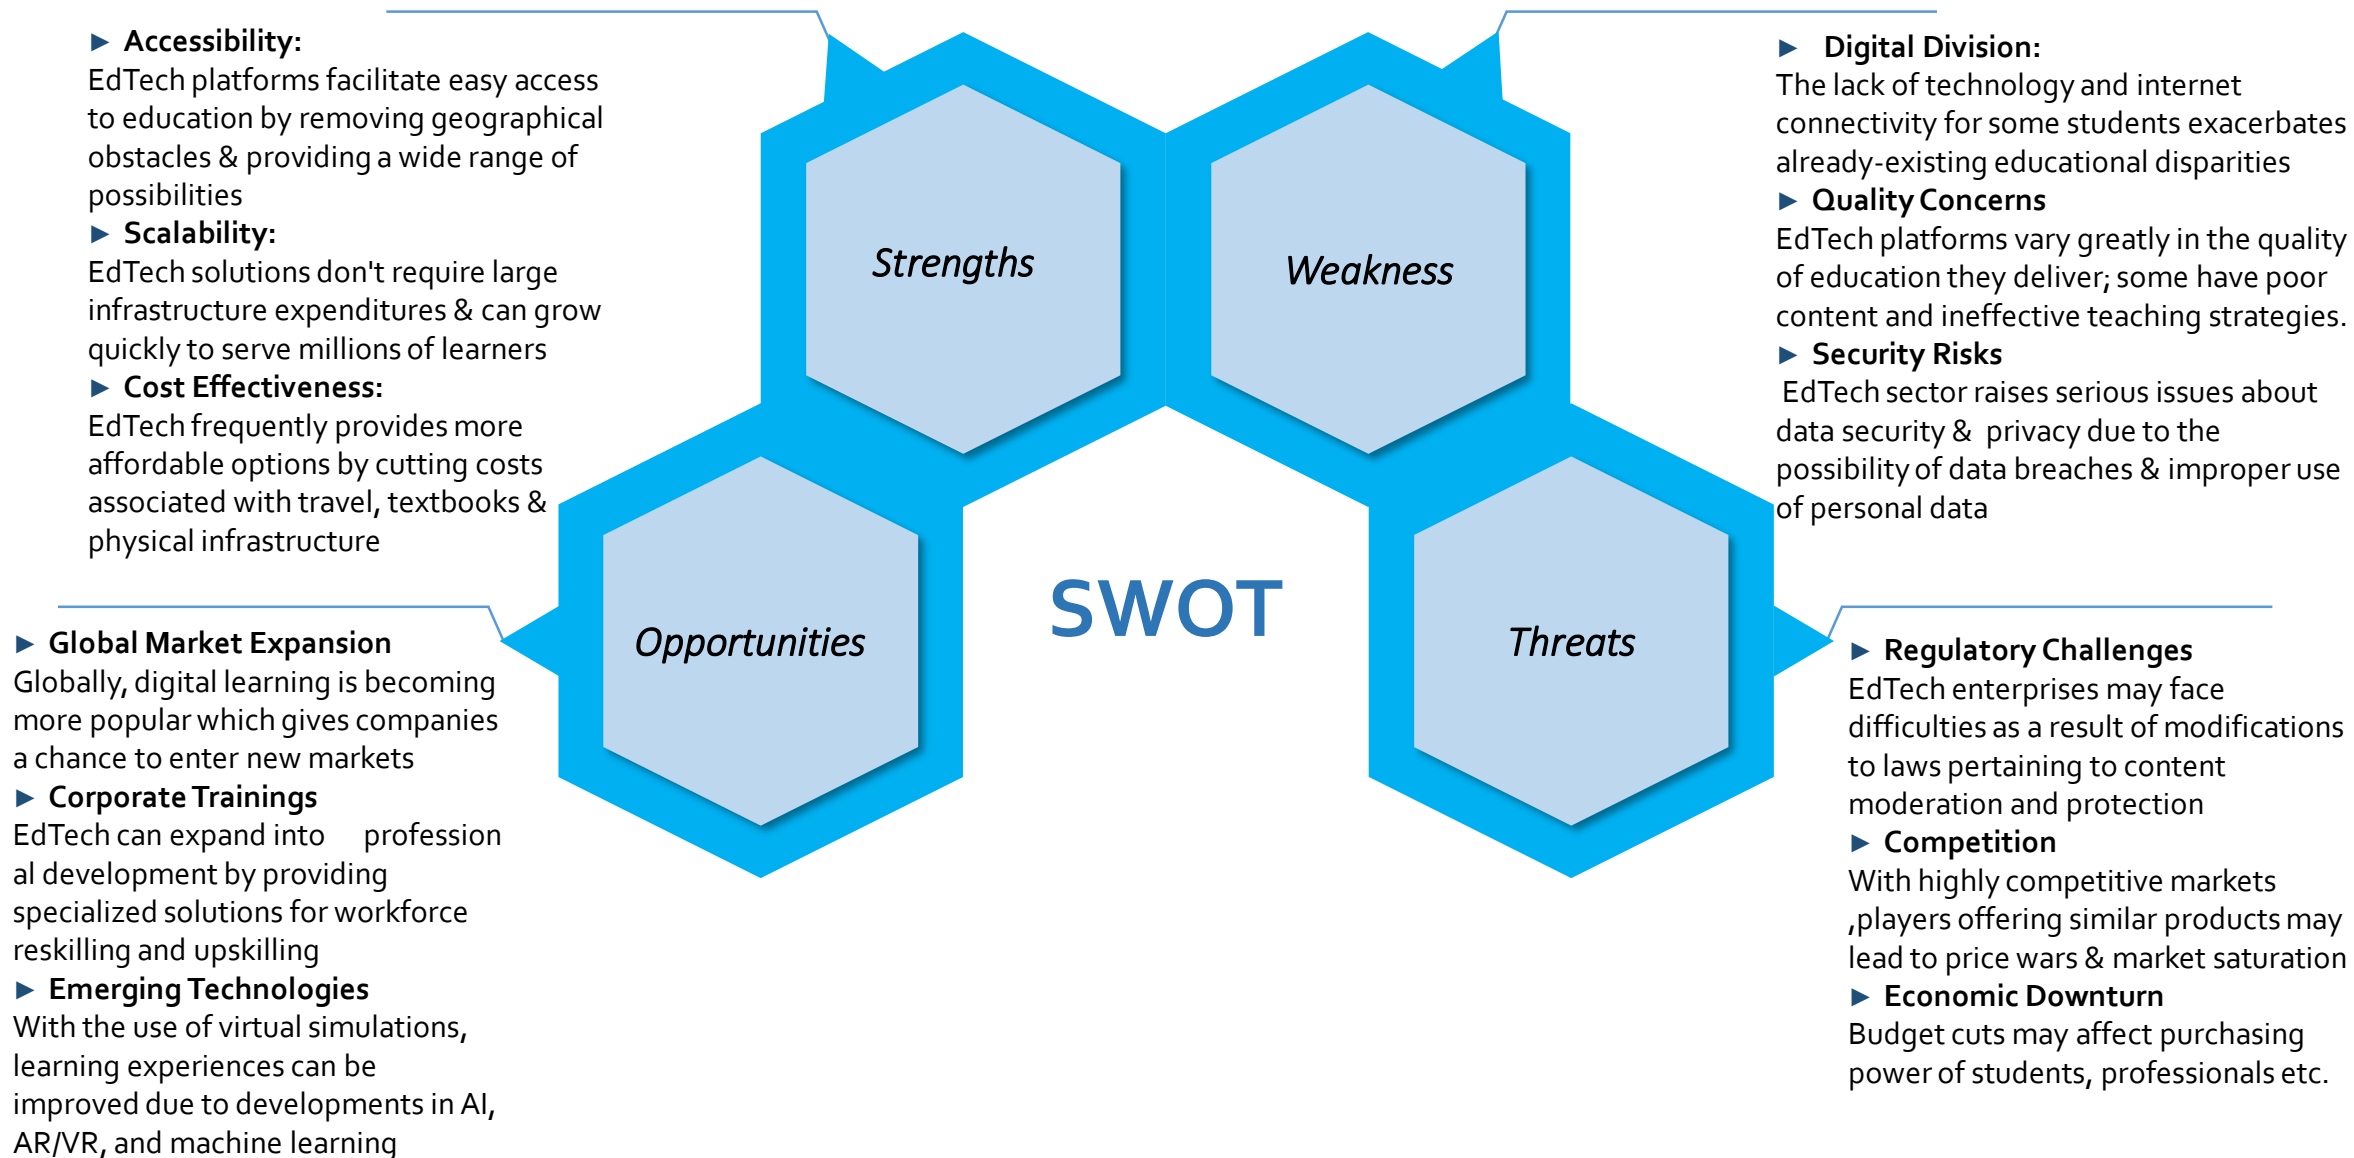 ► Accessibility:
EdTech platforms facilitate easy access
to education by removing geographical
obstacles & providing a wide range of
possibilities
► Scalability:
EdTech solutions don't require large
infrastructure expenditures & can grow
quickly to serve millions of learners
► Cost Effectiveness:
EdTech frequently provides more
affordable options by cutting costs
associated with travel, textbooks &
physical infrastructure
Strengths
Weakness
► Digital Division:
The lack of technology and internet
connectivity for some students exacerbates
already-existing educational disparities
► Quality Concerns
EdTech platforms vary greatly in the quality
of education they deliver; some have poor
content and ineffective teaching strategies.
► Security Risks
EdTech sector raises serious issues about
data security & privacy due to the
possibility of data breaches & improper use
of personal data
► Global Market Expansion
Globally, digital learning is becoming
more popular which gives companies
a chance to enter new markets
► Corporate Trainings
EdTech can expand into profession
al development by providing
specialized solutions for workforce
reskilling and upskilling
► Emerging Technologies
With the use of virtual simulations,
learning experiences can be
improved due to developments in AI,
AR/VR, and machine learning
Opportunities
SWOT
Threats
► Regulatory Challenges
EdTech enterprises may face
difficulties as a result of modifications
to laws pertaining to content
moderation and protection
► Competition
With highly competitive markets
,players offering similar products may
lead to price wars & market saturation
► Economic Downturn
Budget cuts may affect purchasing
power of students, professionals etc.